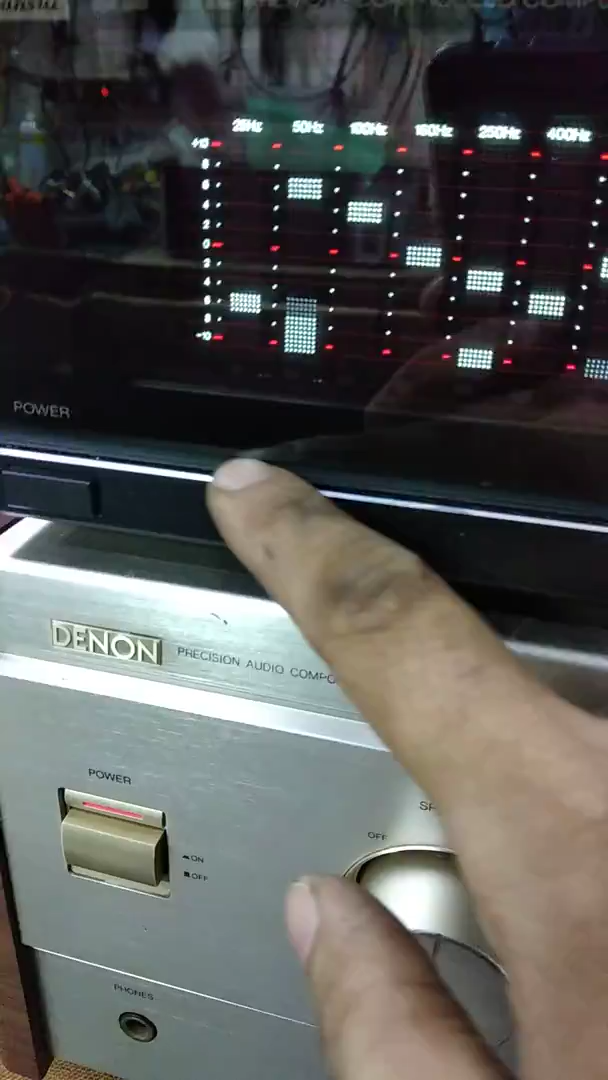 25Hz 50Hz 100Hz 160Hz 250Hz 400Hz
+10
8
6
4
2
0
2
4
6
8
-10
POWER
DENON PRECISION AUDIO COMPO
POWER
OFF
ON
OFF
PHONES